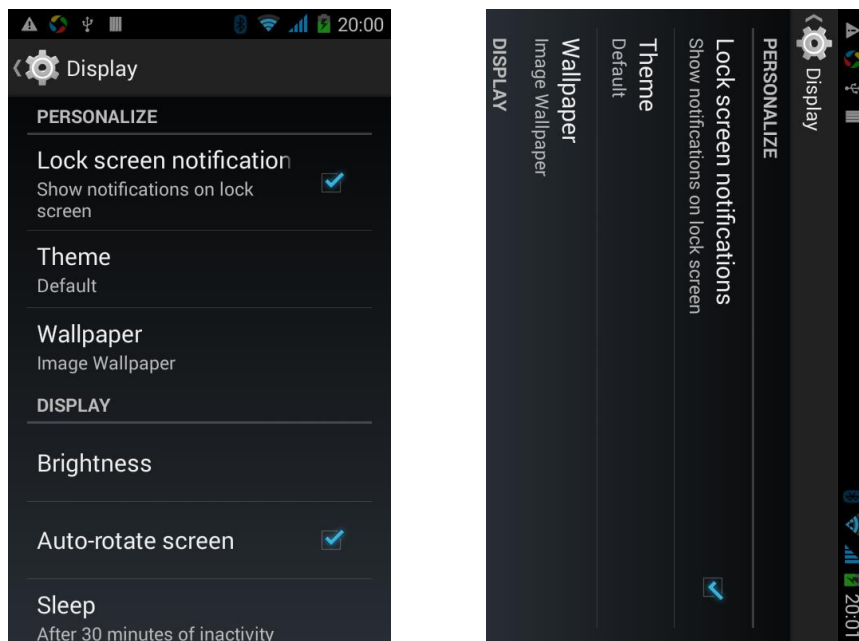 20:00
Display
PERSONALIZE
Lock screen notification
Show notifications on lock
screen
Theme
Default
Wallpaper
Image Wallpaper
DISPLAY
Brightness
Auto-rotate screen
Sleep
After 30 minutes of inactivity
20:01
Display
PERSONALIZE
Lock screen notifications
Show notifications on lock screen
Theme
Default
Wallpaper
Image Wallpaper
DISPLAY